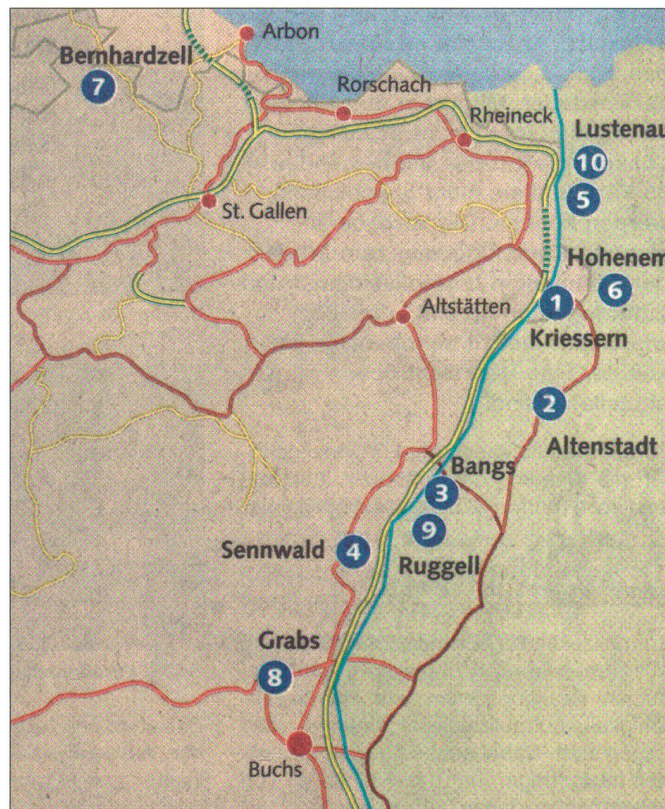 Arbon
Bernhardzell
7
Rorschach
Rheineck
Lustenau
10
5
St. Gallen
Hohenem
6
1
Altstätten
Kriessern
2
Altenstadt
Bangs
3
9
Sennwald
4
Ruggell
Grabs
8
Buchs